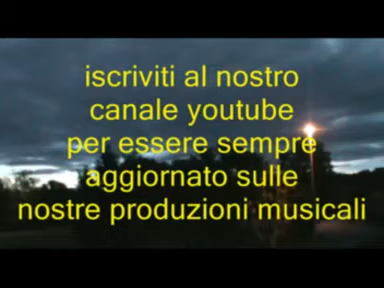 iscriviti al nostro
canale youtube
per essere sempre
aggiornato sulle
nostre produzioni musicali